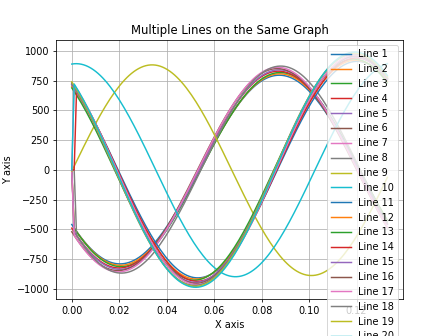 Multiple Lines on the Same Graph
Y axis
1000
750
500
250
0
−250
−500
−750
−1000
0.00
0.02
0.04
0.06
0.08
0.10
X axis
Line 1
Line 2
Line 3
Line 4
Line 5
Line 6
Line 7
Line 8
Line 9
Line 10
Line 11
Line 12
Line 13
Line 14
Line 15
Line 16
Line 17
Line 18
Line 19
Line 20